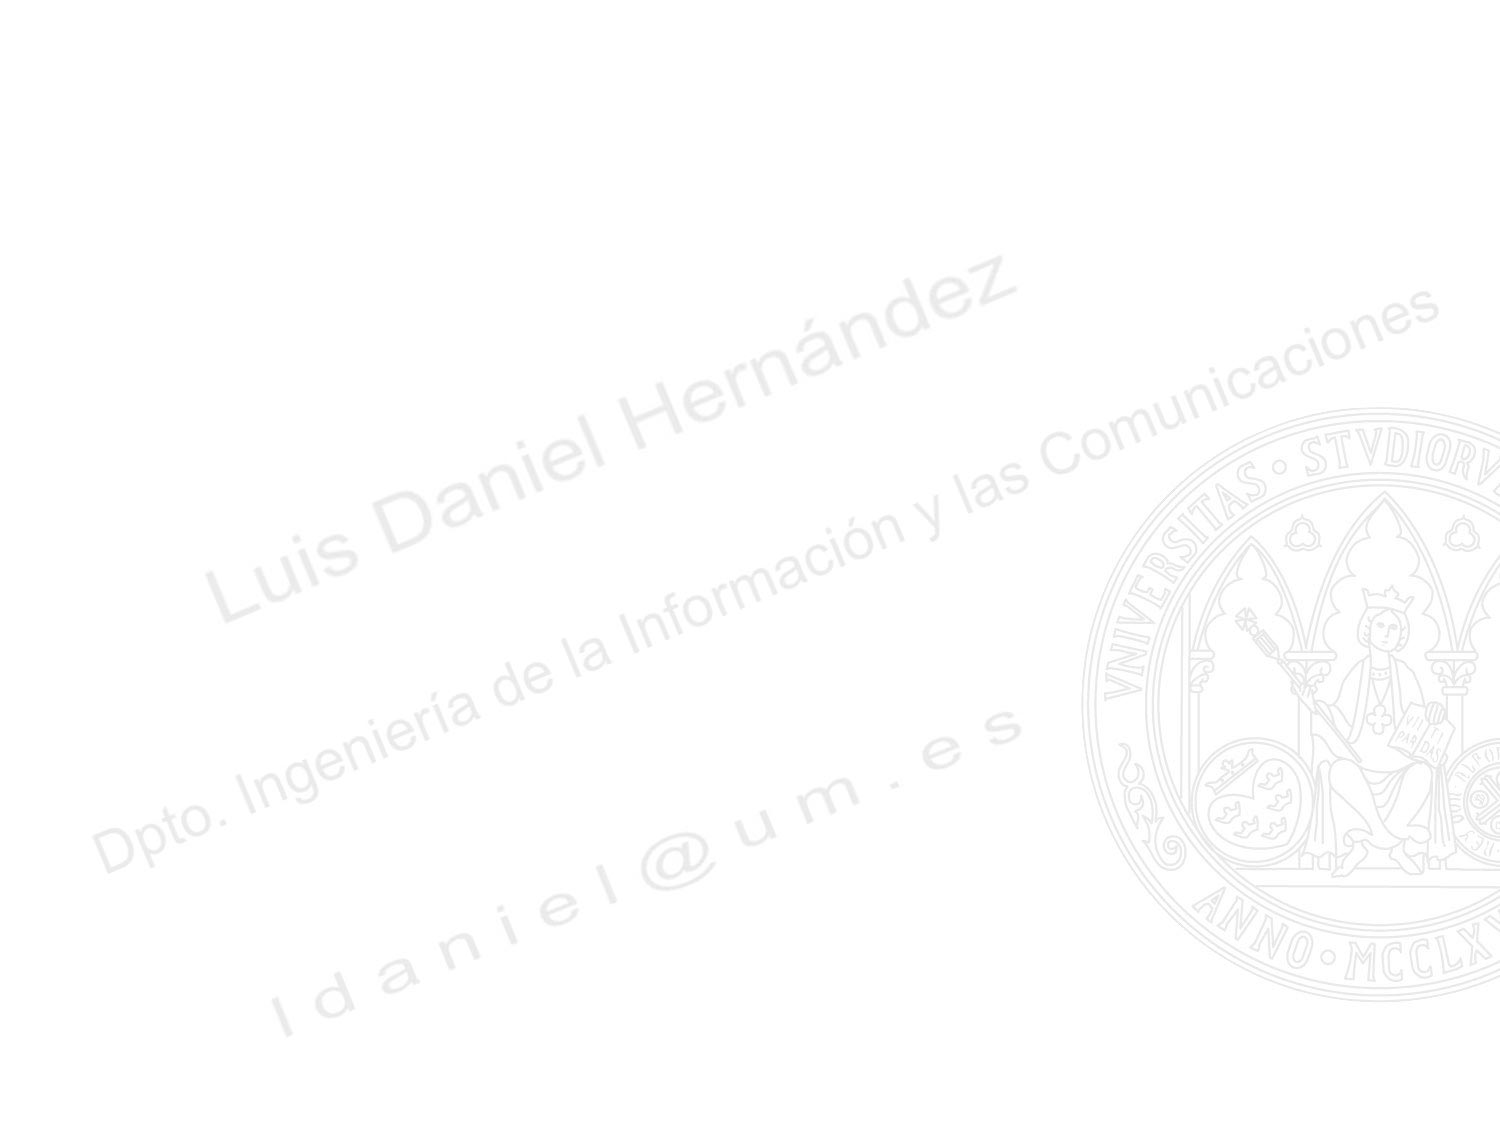 Luis Daniel Hernández
Dpto. Ingeniería de la Información y las Comunicaciones
ldaniel@um.es
VNIVERSITAS · STVDIORV
ANNO · MCCLX
VII TI
PAR DAS